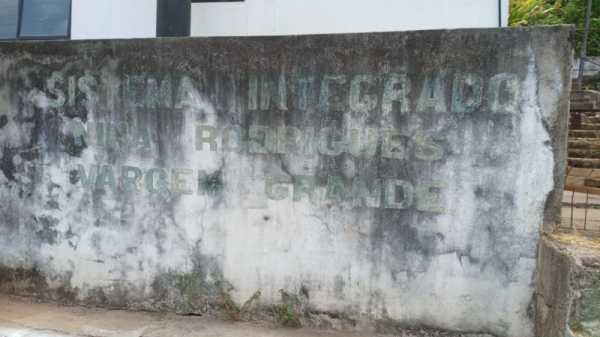 SISTEMA INTEGRADO
NINA RODRIGUES
VARGEM GRANDE